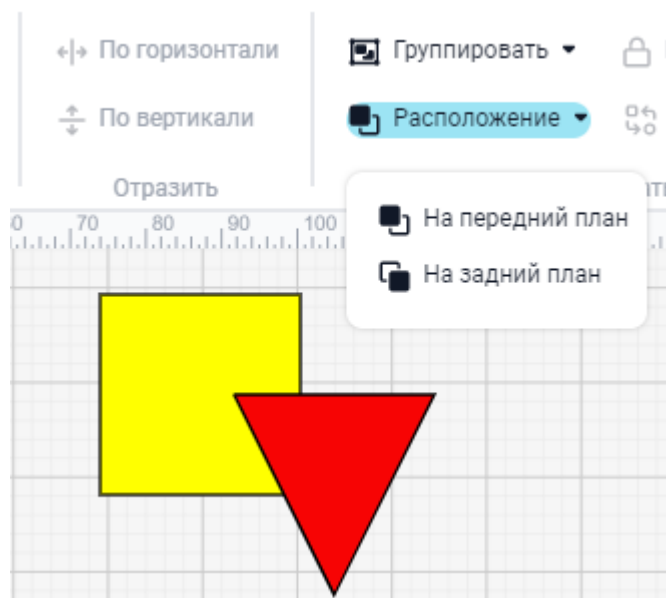 По горизонтали
Группировать
По вертикали
Расположение
Отразить
На передний план
На задний план
70 80 90 100